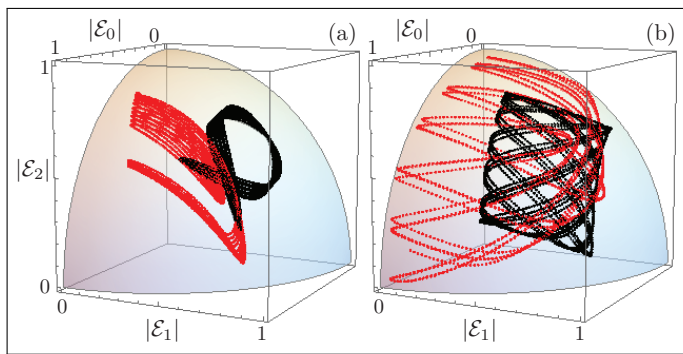 |ℰ₀| (a) |ℰ₀| (b)
1 0 1 0
1 1
|ℰ₂|
0 0
0 0
|ℰ₁| 1 |ℰ₁| 1